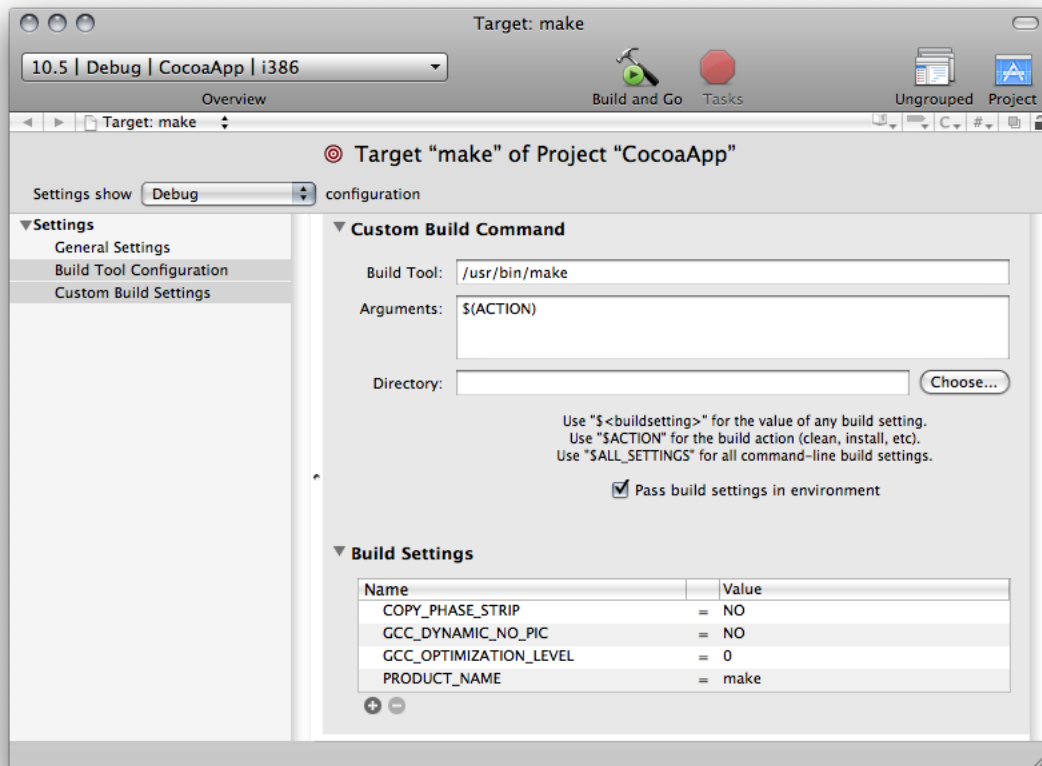 Target: make
10.5 | Debug | CocoaApp | i386
Overview
Build and Go
Tasks
Ungrouped
Project
Target: make
C
#
Target “make” of Project “CocoaApp”
Settings show
Debug
configuration
Settings
General Settings
Build Tool Configuration
Custom Build Settings
Custom Build Command
Build Tool:
/usr/bin/make
Arguments:
$(ACTION)
Directory:
Choose...
Use "$<buildsetting>" for the value of any build setting.
Use "$ACTION" for the build action (clean, install, etc).
Use "$ALL_SETTINGS" for all command-line build settings.
Pass build settings in environment
Build Settings
Name Value
COPY_PHASE_STRIP = NO
GCC_DYNAMIC_NO_PIC = NO
GCC_OPTIMIZATION_LEVEL = 0
PRODUCT_NAME = make